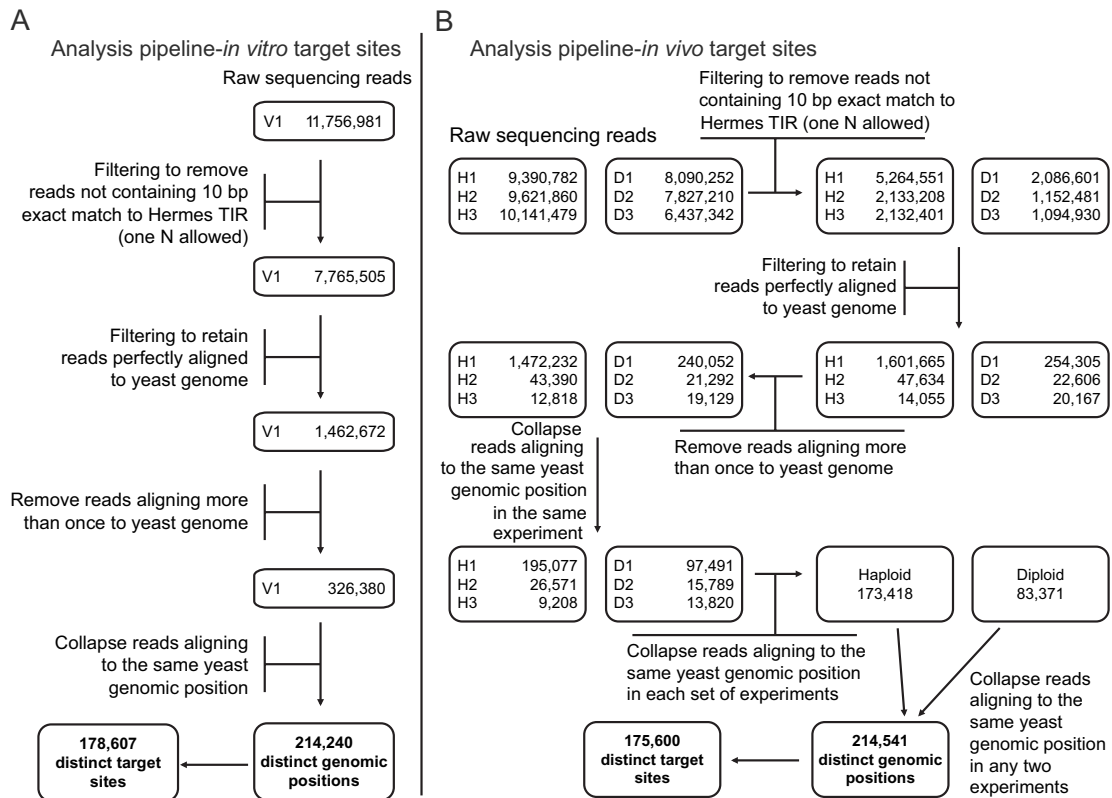 A
Analysis pipeline-in vitro target sites
Raw sequencing reads
V1 11,756,981
Filtering to remove
reads not containing 10 bp
exact match to Hermes TIR
(one N allowed)
V1 7,765,505
Filtering to retain
reads perfectly aligned
to yeast genome
V1 1,462,672
Remove reads aligning more
than once to yeast genome
V1 326,380
Collapse reads aligning
to the same yeast
genomic position
178,607
distinct target
sites
214,240
distinct genomic
positions
B
Analysis pipeline-in vivo target sites
Filtering to remove reads not
containing 10 bp exact match to
Hermes TIR (one N allowed)
Raw sequencing reads
H1 9,390,782
H2 9,621,860
H3 10,141,479
D1 8,090,252
D2 7,827,210
D3 6,437,342
H1 5,264,551
H2 2,133,208
H3 2,132,401
D1 2,086,601
D2 1,152,481
D3 1,094,930
Filtering to retain
reads perfectly aligned
to yeast genome
H1 1,472,232
H2 43,390
H3 12,818
D1 240,052
D2 21,292
D3 19,129
H1 1,601,665
H2 47,634
H3 14,055
D1 254,305
D2 22,606
D3 20,167
Remove reads aligning more
than once to yeast genome
Collapse
reads aligning
to the same yeast
genomic position
in the same
experiment
H1 195,077
H2 26,571
H3 9,208
D1 97,491
D2 15,789
D3 13,820
Haploid
173,418
Diploid
83,371
Collapse reads aligning to the
same yeast genomic position
in each set of experiments
Collapse reads
aligning to the
same yeast
genomic position
in any two
experiments
175,600
distinct target
sites
214,541
distinct genomic
positions